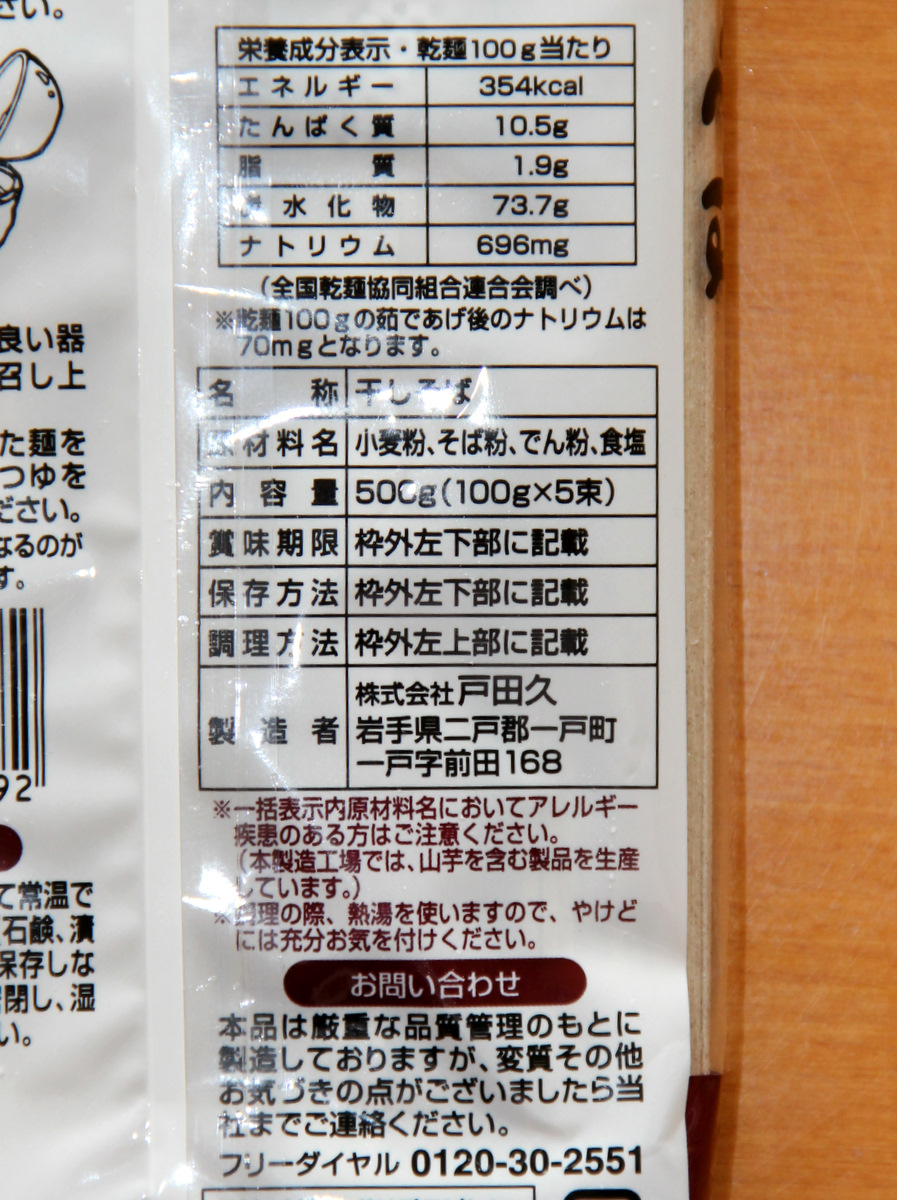 さい。
良い器
召し上
た麺を
つゆを
ださい。
なるのが
す。
92
て常温で
石鹸、漬
保存しな
密閉し、湿
い。
栄養成分表示・乾麺100g当たり
エネルギー 354kcal
たんぱく質 10.5g
脂質 1.9g
炭水化物 73.7g
ナトリウム 696mg
(全国乾麺協同組合連合会調べ)
※乾麺100gの茹であげ後のナトリウムは
70mgとなります。
名称 干しそば
原材料名 小麦粉、そば粉、でん粉、食塩
内容量 500g(100g×5束)
賞味期限 枠外左下部に記載
保存方法 枠外左下部に記載
調理方法 枠外左上部に記載
製造者 株式会社戸田久
岩手県二戸郡一戸町
一戸字前田168
※一括表示内原材料名においてアレルギー
疾患のある方はご注意ください。
(本製造工場では、山芋を含む製品を生産
しています。)
※調理の際、熱湯を使いますので、やけど
には充分お気を付けください。
お問い合わせ
本品は厳重な品質管理のもとに
製造しておりますが、変質その他
お気づきの点がございましたら当
社までご連絡ください。
フリーダイヤル 0120-30-2551